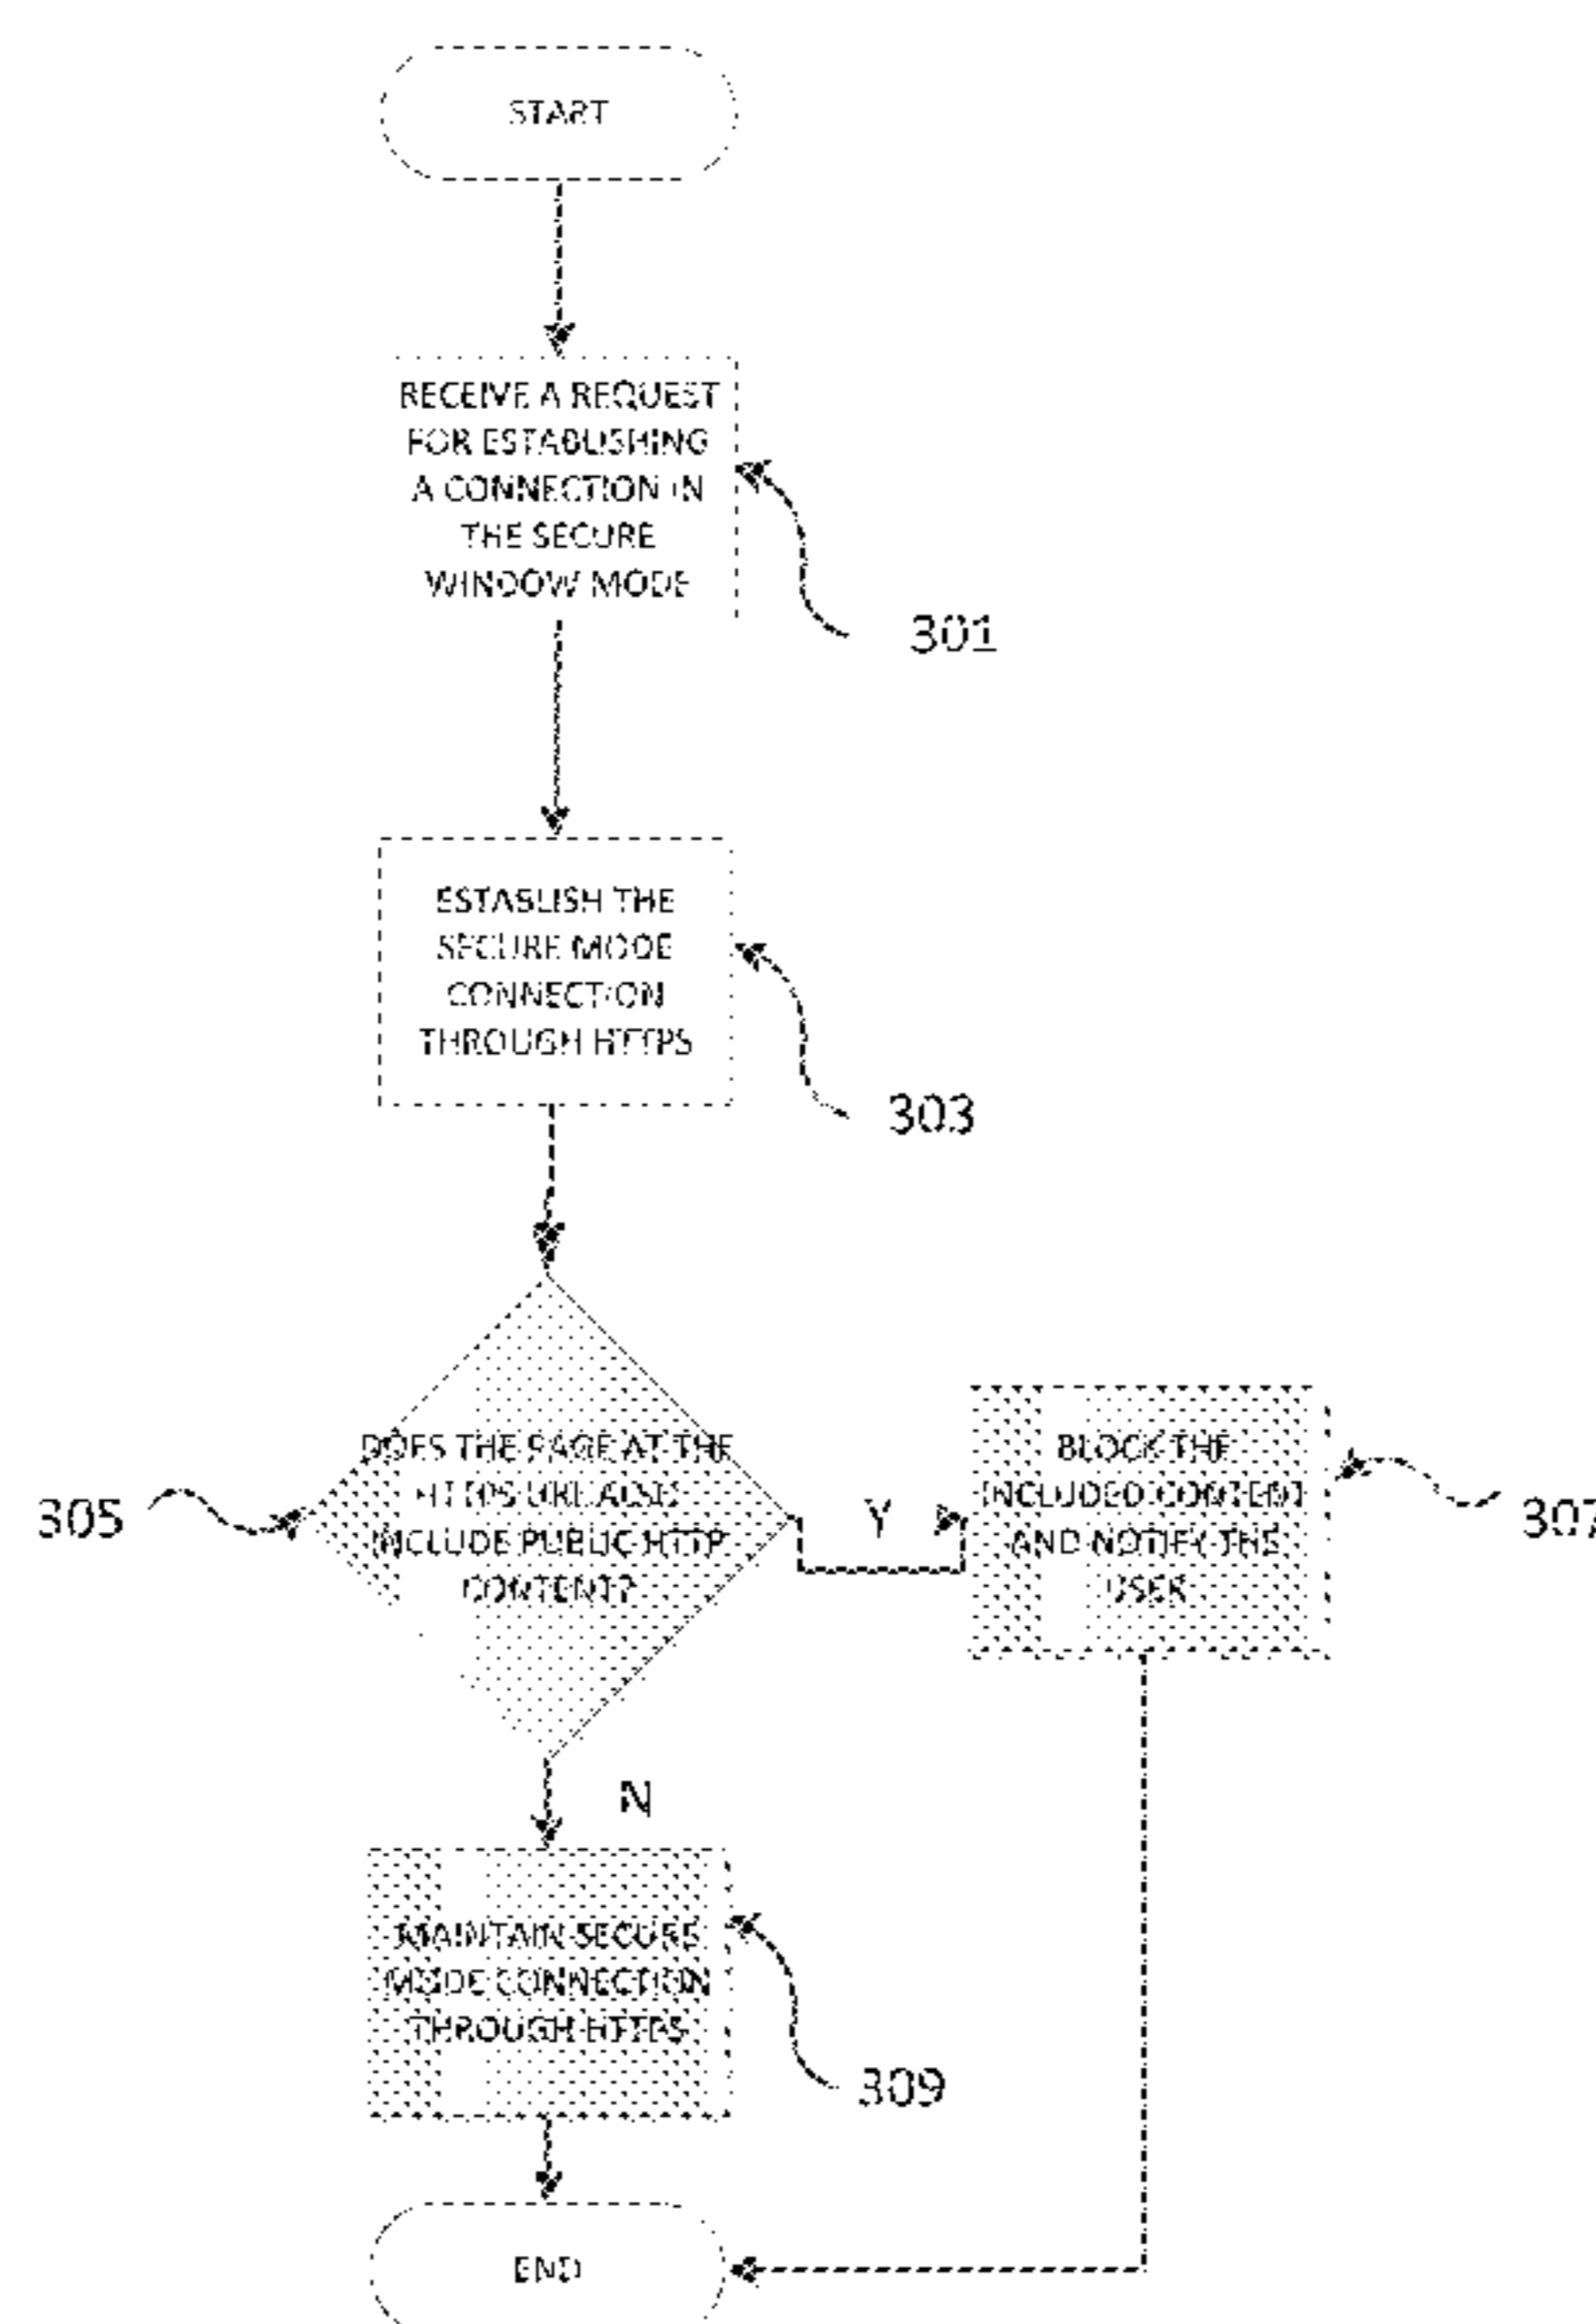 START
RECEIVE A REQUEST
FOR ESTABLISHING
A CONNECTION IN
THE SECURE
WINDOW MODE
301
ESTABLISH THE
SECURE MODE
CONNECTION
THROUGH HTTPS
303
DOES THE PAGE AT THE
HTTPS URL ALSO
INCLUDE PUBLIC HTTP
CONTENT?
305
Y
BLOCK THE
INCLUDED CONTENT
AND NOTIFY THE
USER
307
N
MAINTAIN SECURE
MODE CONNECTION
THROUGH HTTPS
309
END